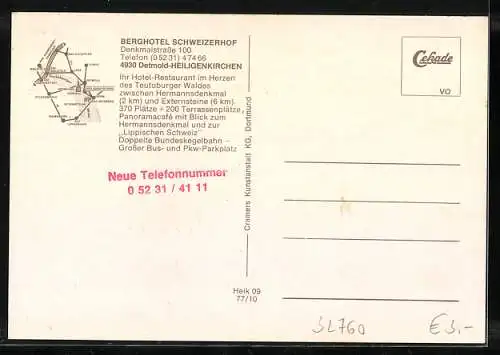 BERGHOTEL SCHWEIZERHOF
Denkmalstraße 100
Telefon (0 52 31) 4 74 66
4930 Detmold-HEILIGENKIRCHEN
Ihr Hotel-Restaurant im Herzen
des Teutoburger Waldes
zwischen Hermannsdenkmal
(2 km) und Externsteine (6 km).
370 Plätze + 200 Terrassenplätze,
Panoramacafé mit Blick zum
Hermannsdenkmal und zur
„Lippischen Schweiz"
Doppelte Bundeskegelbahn –
Großer Bus- und Pkw-Parkplatz
Neue Telefonnummer
0 52 31 / 41 11
Cramers Kunstanstalt KG, Dortmund
Heik 09
77/10
Cekade
VO
SL760
€3,-